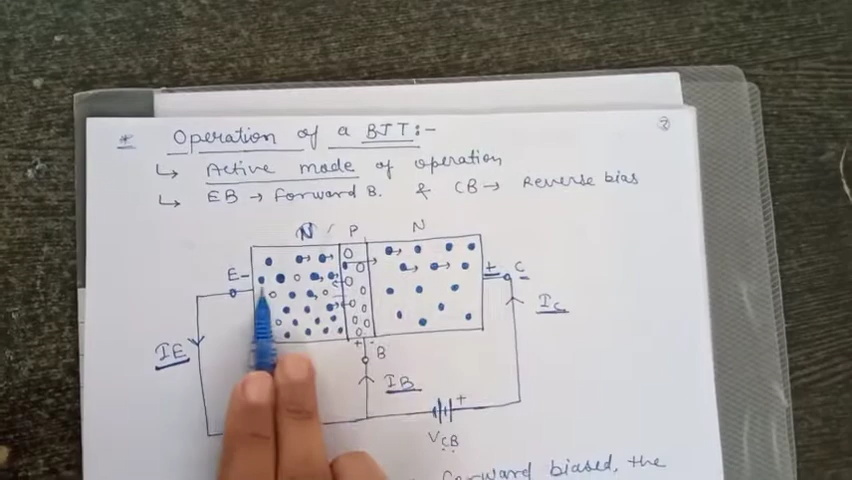 ②
* Operation of a BJT:-
↳ Active mode of operation
↳ EB → Forward B. & CB → Reverse bias
N P N
E -
+ C
IE
IC
+ -
B
IB
+
VCB
forward biased, the